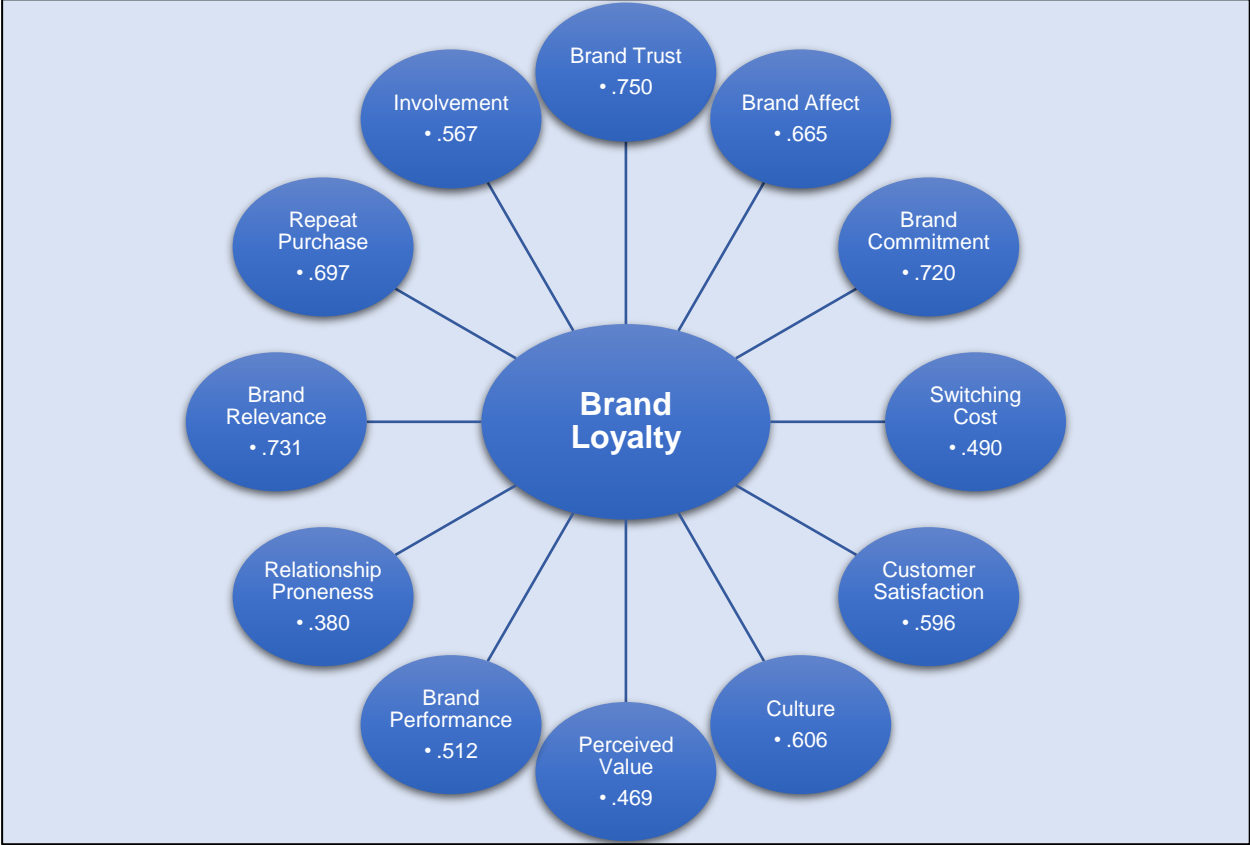 Brand Trust
• .750
Brand Affect
• .665
Brand
Commitment
• .720
Switching
Cost
• .490
Customer
Satisfaction
• .596
Culture
• .606
Perceived
Value
• .469
Brand
Performance
• .512
Relationship
Proneness
• .380
Brand
Relevance
• .731
Repeat
Purchase
• .697
Involvement
• .567
Brand
Loyalty